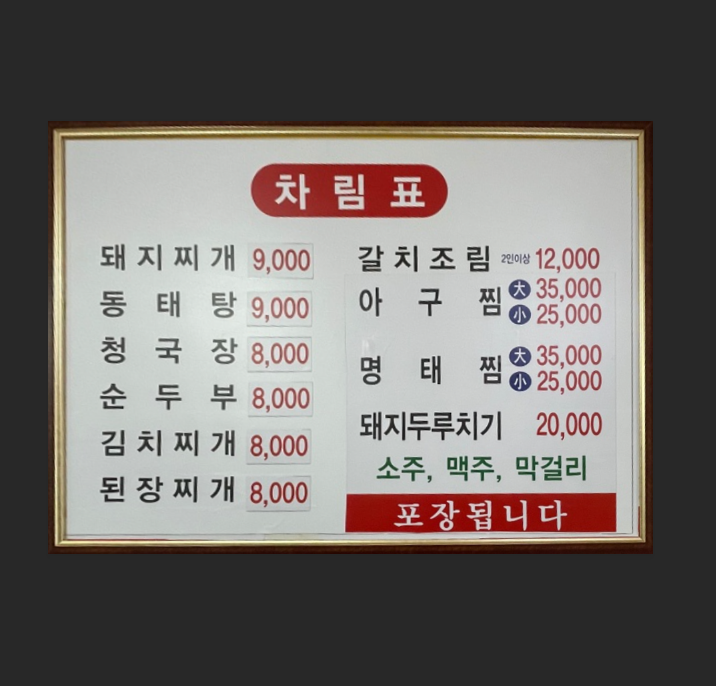 차림표
돼지찌개 9,000
동태탕 9,000
청국장 8,000
순두부 8,000
김치찌개 8,000
된장찌개 8,000
갈치조림 2인이상 12,000
아구찜 大 35,000
小 25,000
명태찜 大 35,000
小 25,000
돼지두루치기 20,000
소주, 맥주, 막걸리
포장됩니다